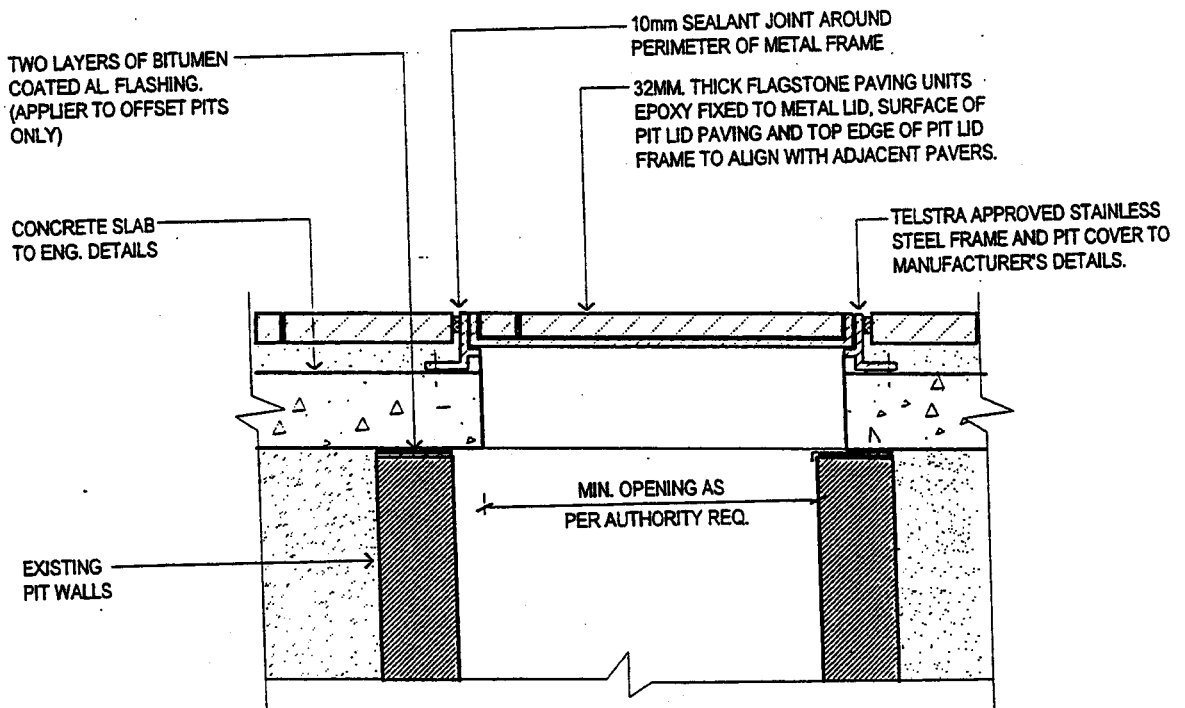 10mm SEALANT JOINT AROUND
PERIMETER OF METAL FRAME
TWO LAYERS OF BITUMEN
COATED AL. FLASHING.
(APPLIER TO OFFSET PITS
ONLY)
32MM. THICK FLAGSTONE PAVING UNITS
EPOXY FIXED TO METAL LID, SURFACE OF
PIT LID PAVING AND TOP EDGE OF PIT LID
FRAME TO ALIGN WITH ADJACENT PAVERS.
CONCRETE SLAB
TO ENG. DETAILS
TELSTRA APPROVED STAINLESS
STEEL FRAME AND PIT COVER TO
MANUFACTURER'S DETAILS.
MIN. OPENING AS
PER AUTHORITY REQ.
EXISTING
PIT WALLS